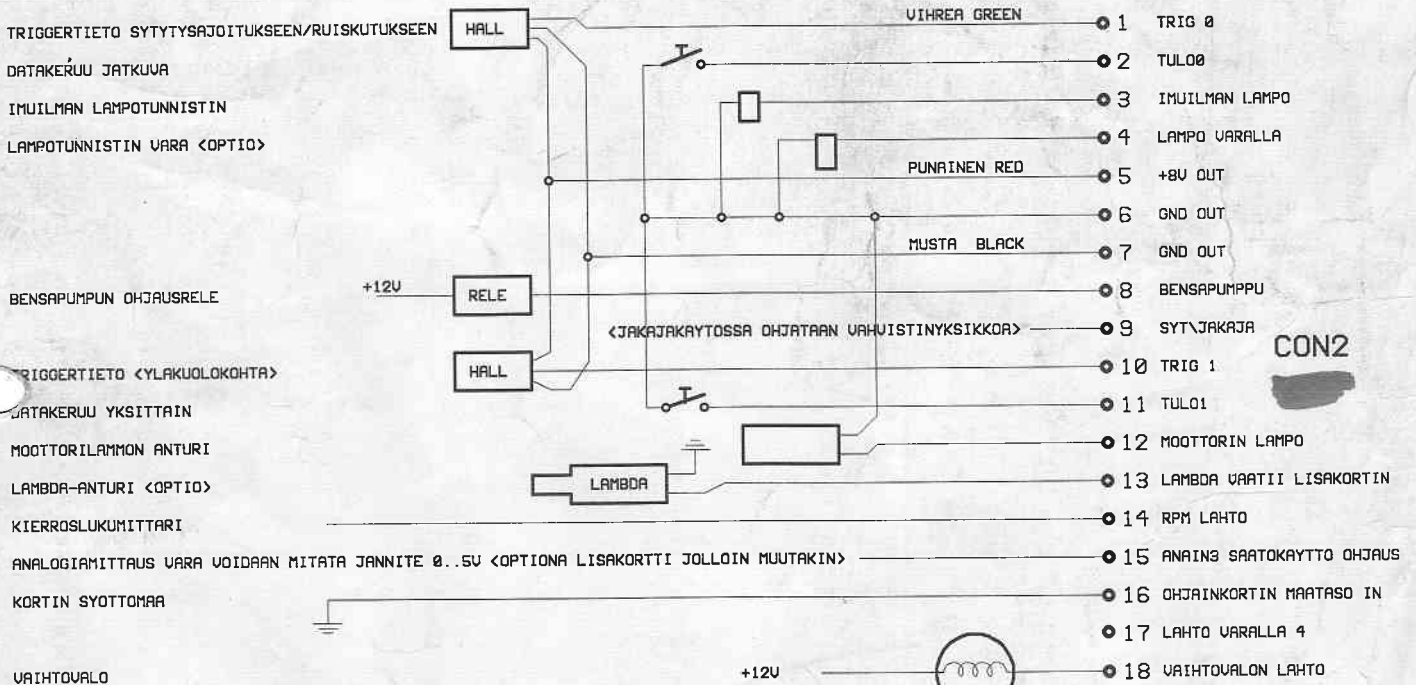 TRIGGERTIETO SYTYTYSAJOITUKSEEN/RUISKUTUKSEEN HALL VIHREA GREEN 1 TRIG 0
DATAKERUU JATKUVA 2 TULO0
IMUILMAN LAMPOTUNNISTIN 3 IMUILMAN LAMPO
LAMPOTUNNISTIN VARA <OPTIO> 4 LAMPO VARALLA
PUNAINEN RED 5 +8V OUT
6 GND OUT
MUSTA BLACK 7 GND OUT
BENSAPUMPUN OHJAUSRELE +12V RELE 8 BENSAPUMPPU
<JAKAJAKAYTOSSA OHJATAAN VAHVISTINYKSIKKOA> 9 SYT\JAKAJA
CON2
TRIGGERTIETO <YLAKUOLOKOHTA> HALL 10 TRIG 1
DATAKERUU YKSITTAIN 11 TULO1
MOOTTORILAMMON ANTURI 12 MOOTTORIN LAMPO
LAMBDA-ANTURI <OPTIO> LAMBDA 13 LAMBDA VAATII LISAKORTIN
KIERROSLUKUMITTARI 14 RPM LAHTO
ANALOGIAMITTAUS VARA VOIDAAN MITATA JANNITE 0..5V <OPTIONA LISAKORTTI JOLLOIN MUUTAKIN> 15 ANAIN3 SAATOKAYTTO OHJAUS
KORTIN SYOTTOMAA 16 OHJAINKORTIN MAATASO IN
17 LAHTO VARALLA 4
VAIHTOVALO +12V 18 VAIHTOVALON LAHTO